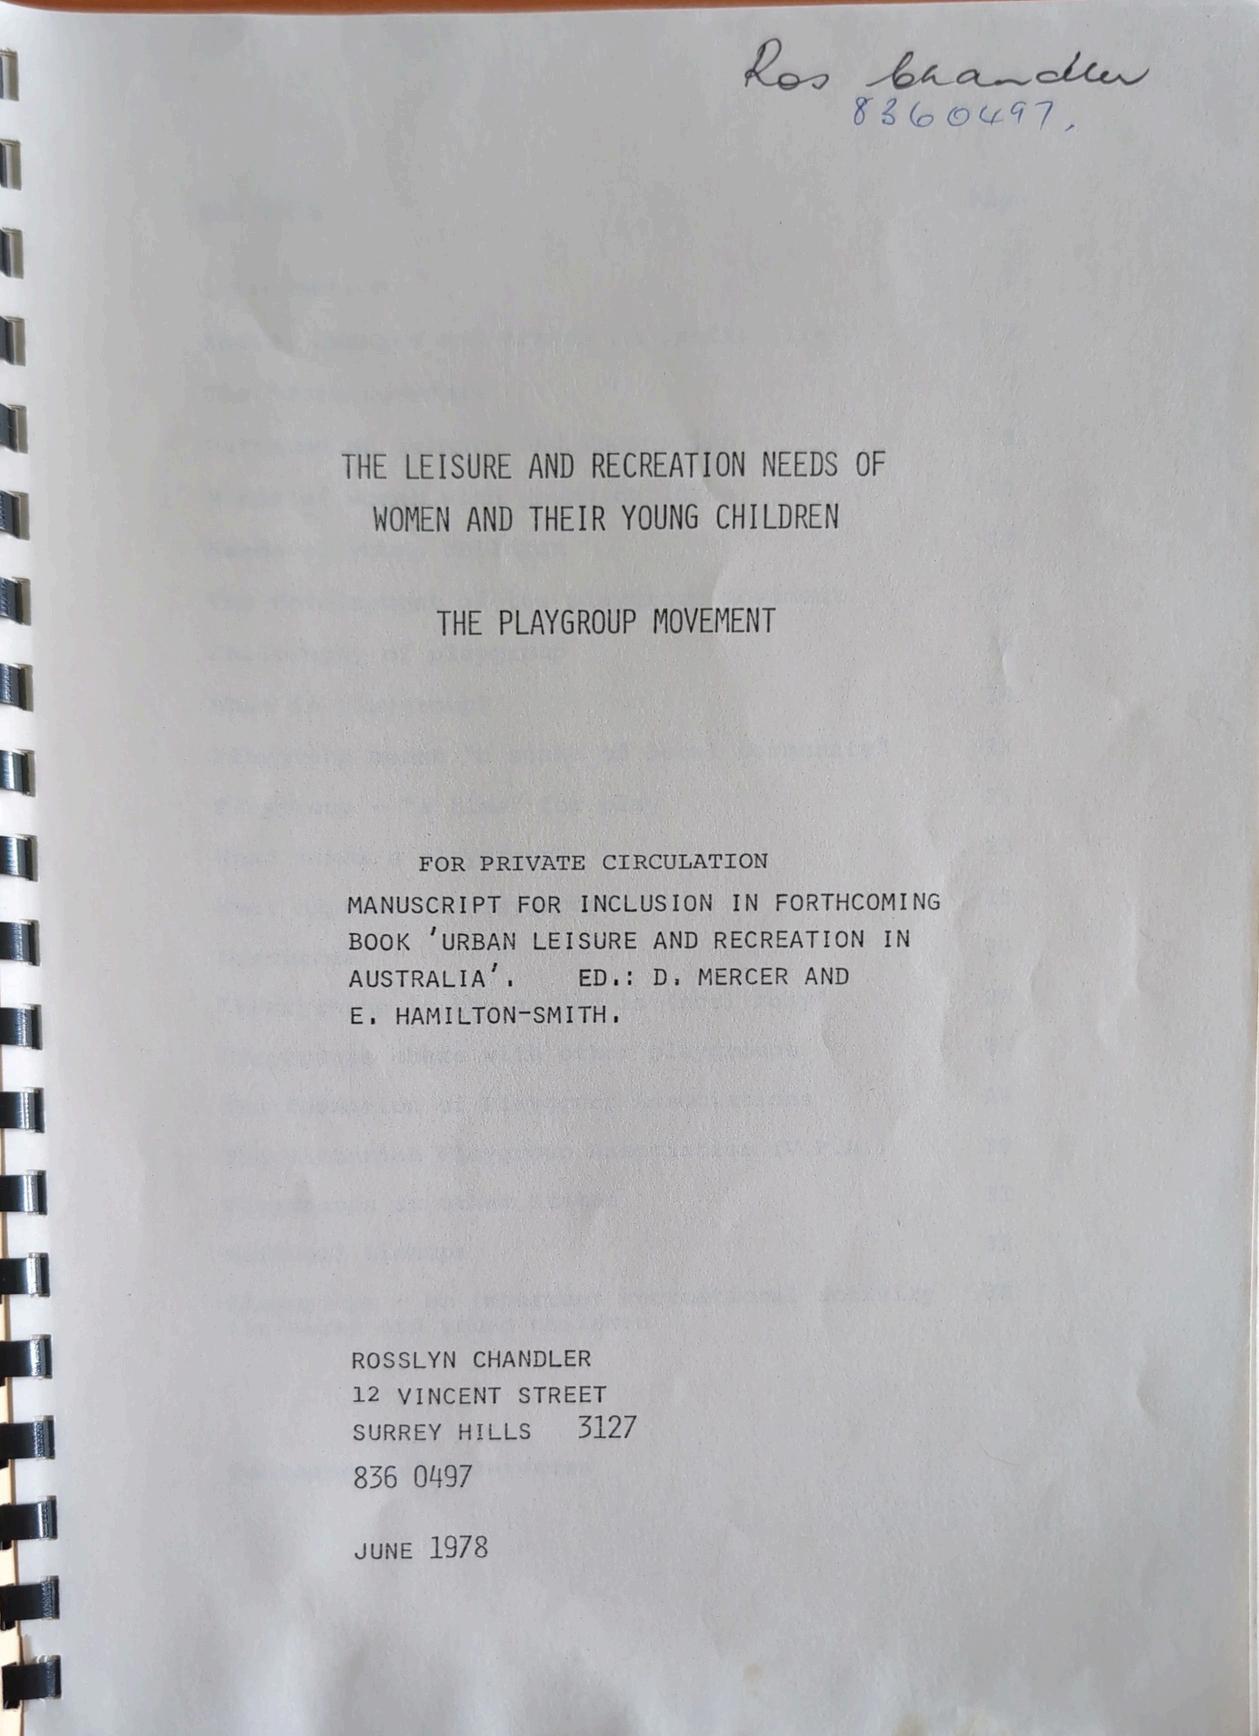 Ros Chandler
8360497.
THE LEISURE AND RECREATION NEEDS OF
WOMEN AND THEIR YOUNG CHILDREN
THE PLAYGROUP MOVEMENT
FOR PRIVATE CIRCULATION
MANUSCRIPT FOR INCLUSION IN FORTHCOMING
BOOK 'URBAN LEISURE AND RECREATION IN
AUSTRALIA'. ED.: D. MERCER AND
E. HAMILTON-SMITH.
ROSSLYN CHANDLER
12 VINCENT STREET
SURREY HILLS 3127
836 0497
JUNE 1978